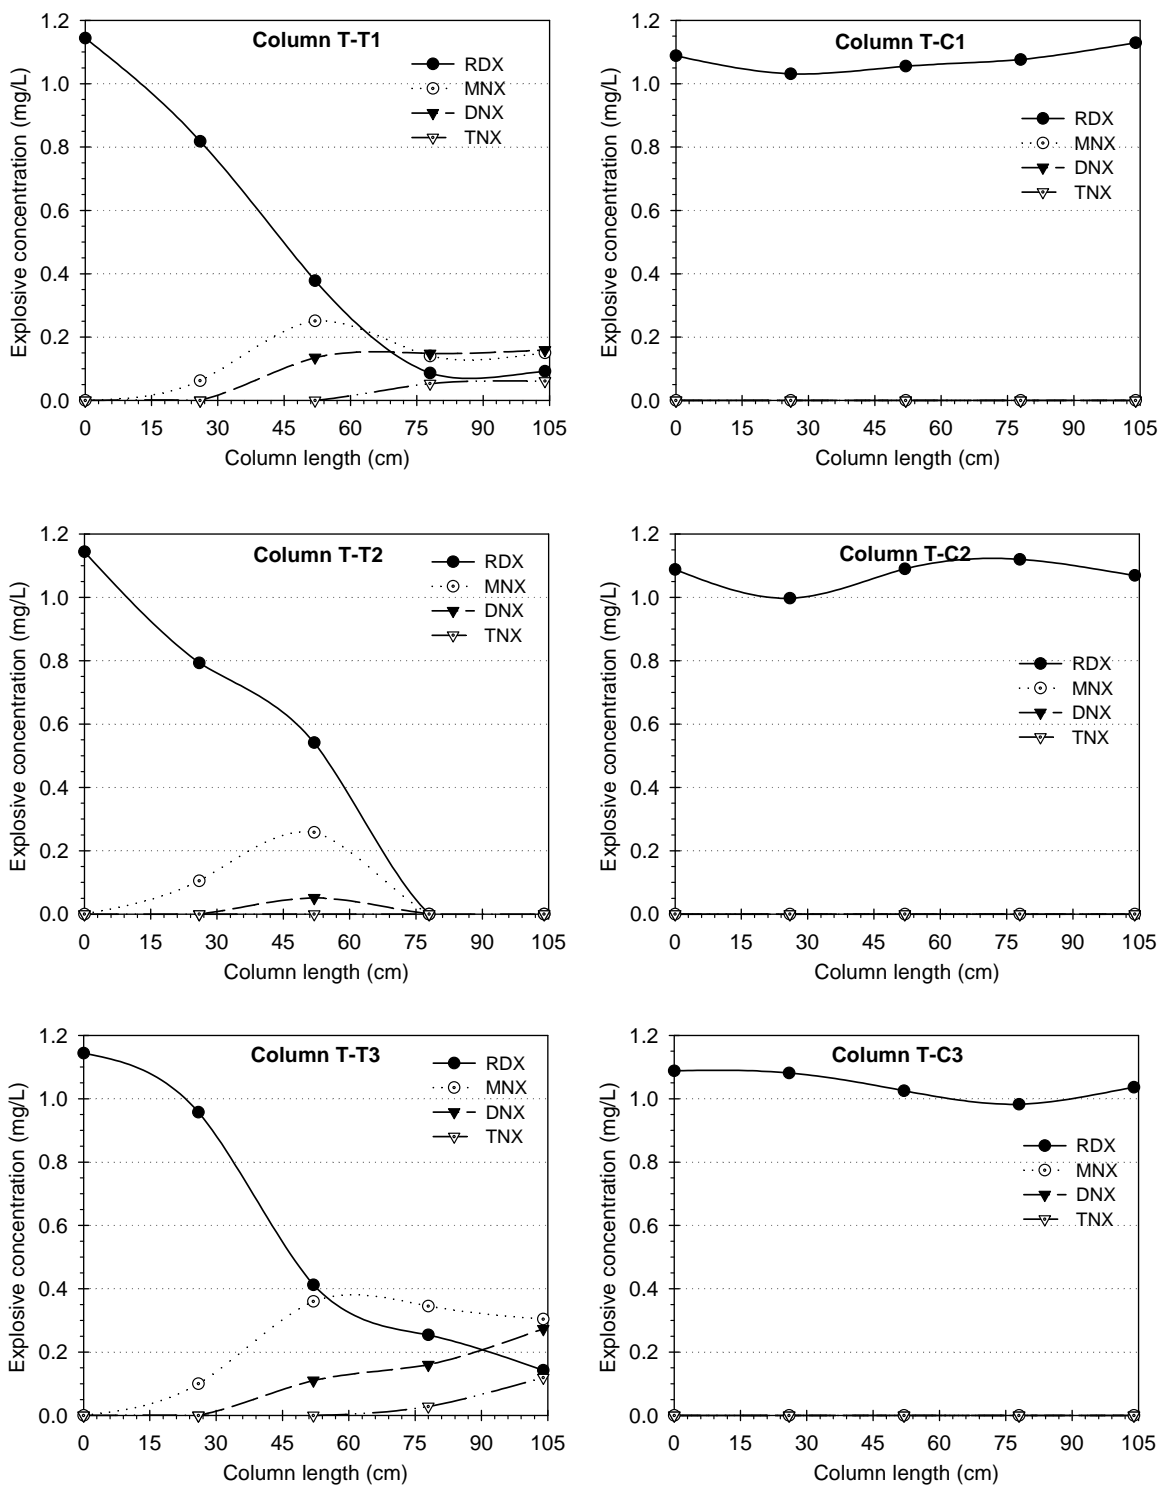 Column T-T1
RDX
MNX
DNX
TNX
Explosive concentration (mg/L)
1.2
1.0
0.8
0.6
0.4
0.2
0.0
0 15 30 45 60 75 90 105
Column length (cm)
Column T-C1
RDX
MNX
DNX
TNX
Explosive concentration (mg/L)
1.2
1.0
0.8
0.6
0.4
0.2
0.0
0 15 30 45 60 75 90 105
Column length (cm)
Column T-T2
RDX
MNX
DNX
TNX
Explosive concentration (mg/L)
1.2
1.0
0.8
0.6
0.4
0.2
0.0
0 15 30 45 60 75 90 105
Column length (cm)
Column T-C2
RDX
MNX
DNX
TNX
Explosive concentration (mg/L)
1.2
1.0
0.8
0.6
0.4
0.2
0.0
0 15 30 45 60 75 90 105
Column length (cm)
Column T-T3
RDX
MNX
DNX
TNX
Explosive concentration (mg/L)
1.2
1.0
0.8
0.6
0.4
0.2
0.0
0 15 30 45 60 75 90 105
Column length (cm)
Column T-C3
RDX
MNX
DNX
TNX
Explosive concentration (mg/L)
1.2
1.0
0.8
0.6
0.4
0.2
0.0
0 15 30 45 60 75 90 105
Column length (cm)